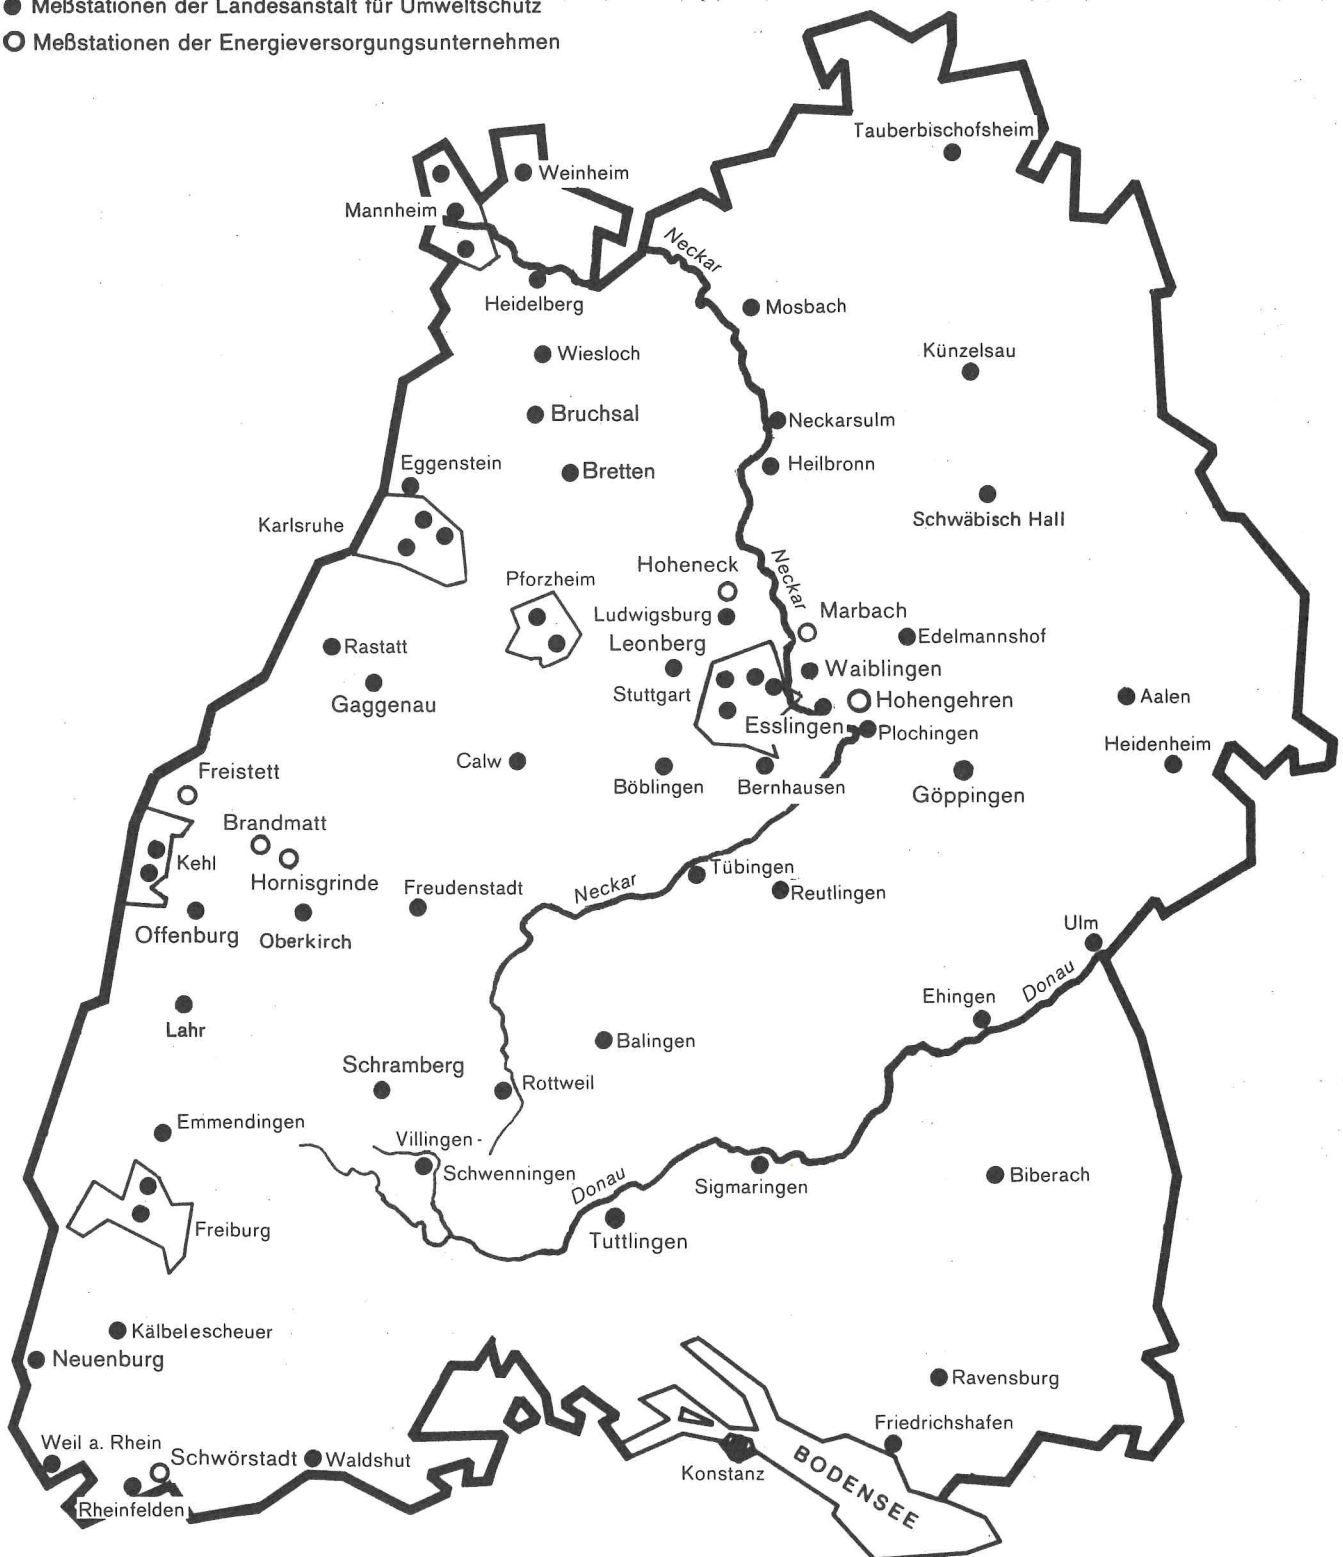 Meßstationen der Landesanstalt für Umweltschutz
Meßstationen der Energieversorgungsunternehmen
Tauberbischofsheim
Weinheim
Mannheim
Neckar
Heidelberg
Mosbach
Wiesloch
Künzelsau
Bruchsal
Neckarsulm
Eggenstein
Bretten
Heilbronn
Karlsruhe
Schwäbisch Hall
Hoheneck
Neckar
Pforzheim
Ludwigsburg
Marbach
Leonberg
Edelmannshof
Rastatt
Waiblingen
Stuttgart
Gaggenau
Hohengehren
Aalen
Esslingen
Plochingen
Heidenheim
Calw
Freistett
Böblingen
Bernhausen
Göppingen
Brandmatt
Kehl
Tübingen
Hornisgrinde
Freudenstadt
Neckar
Reutlingen
Offenburg
Oberkirch
Ulm
Donau
Ehingen
Lahr
Balingen
Schramberg
Rottweil
Emmendingen
Villingen -
Schwenningen
Donau
Sigmaringen
Biberach
Freiburg
Tuttlingen
Kälbelescheuer
Neuenburg
Ravensburg
Friedrichshafen
Weil a. Rhein
Schwörstadt
Waldshut
Konstanz
BODENSEE
Rheinfelden